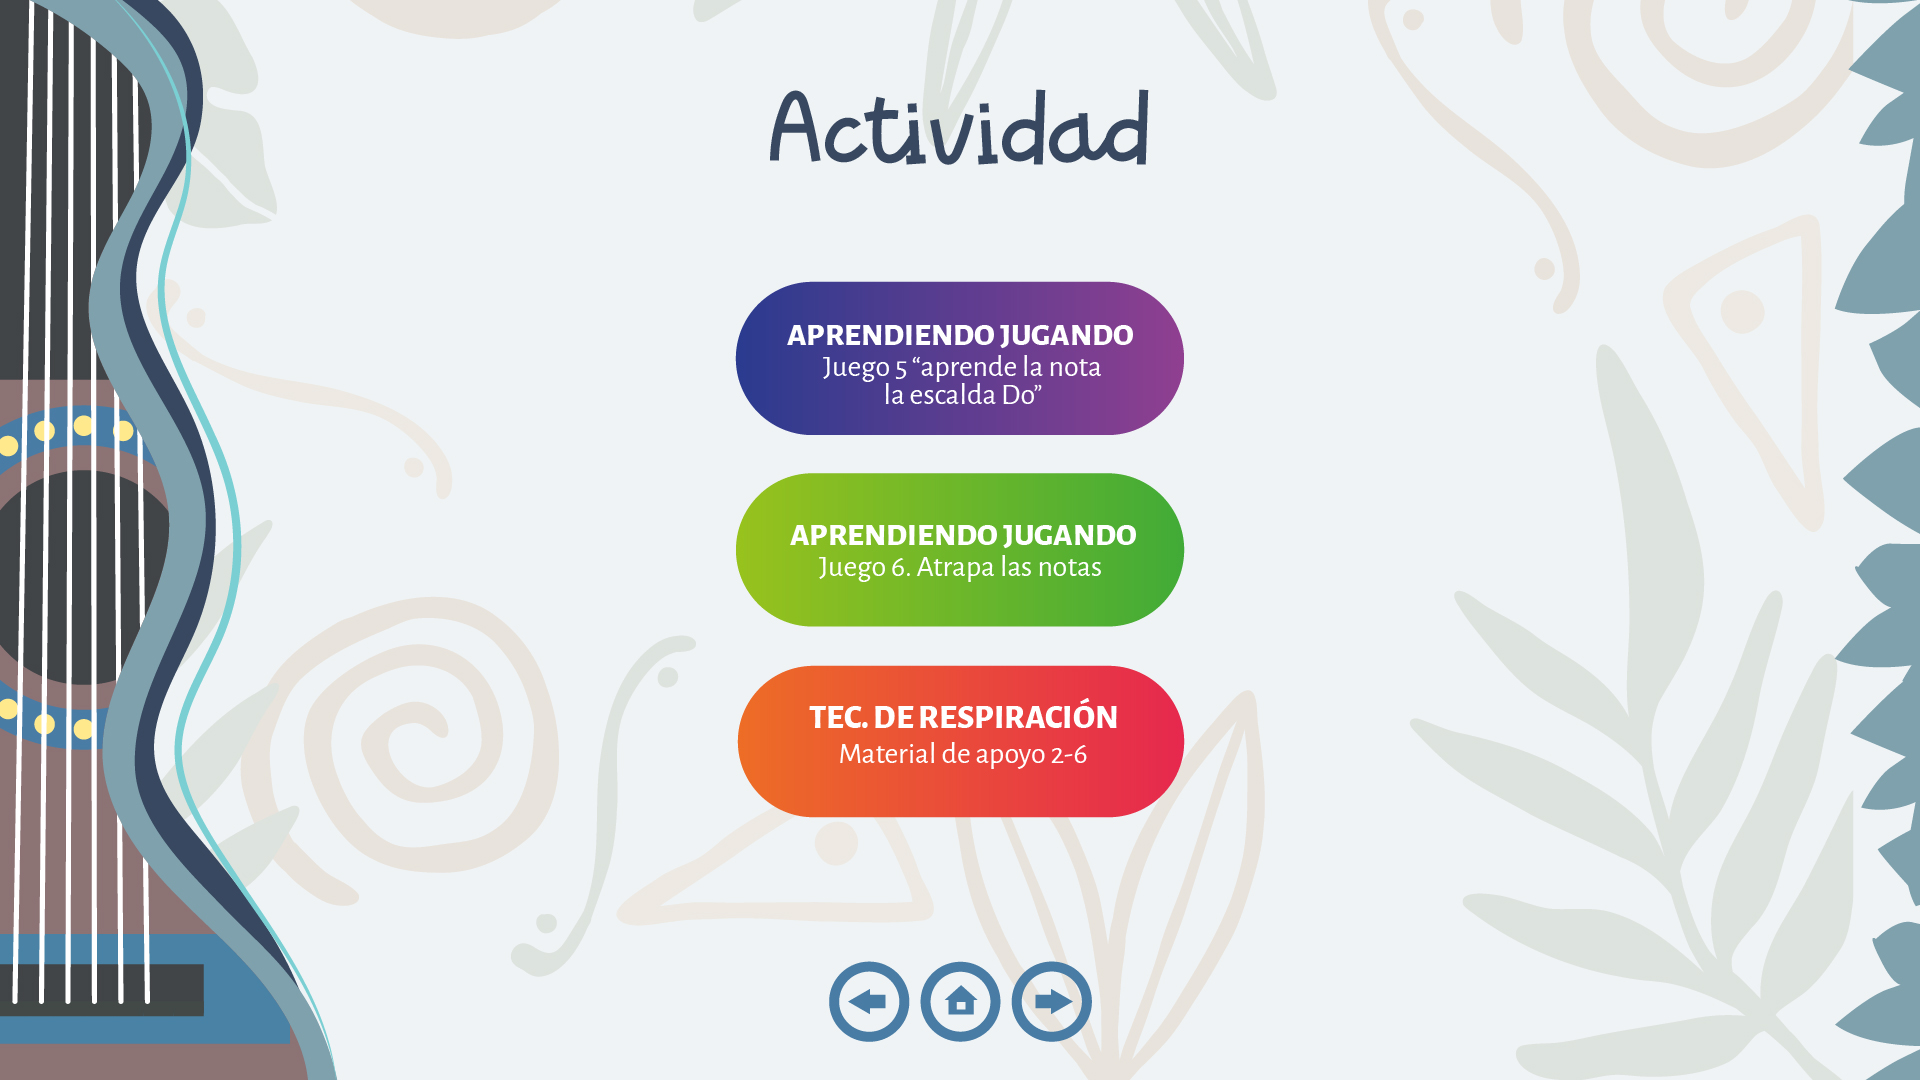 Actividad
APRENDIENDO JUGANDO
Juego 5 “aprende la nota
la escalda Do”
APRENDIENDO JUGANDO
Juego 6. Atrapa las notas
TEC. DE RESPIRACIÓN
Material de apoyo 2-6